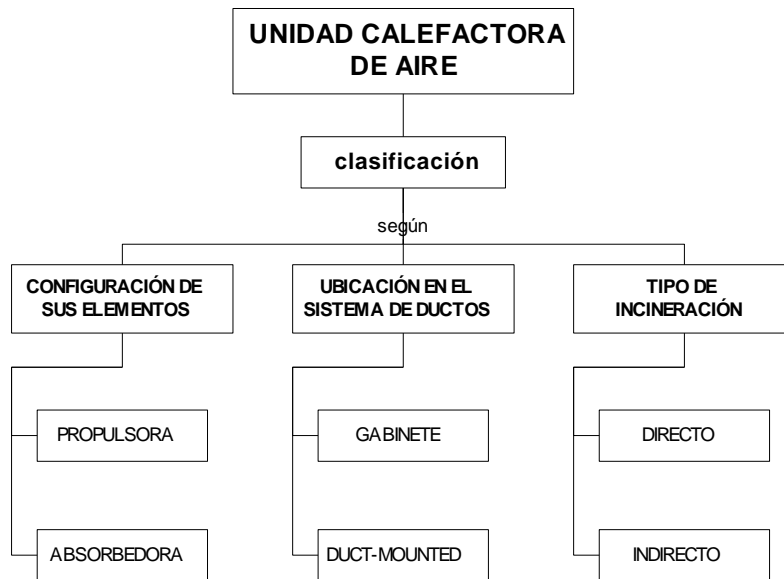 UNIDAD CALEFACTORA
DE AIRE
clasificación
según
CONFIGURACIÓN DE
SUS ELEMENTOS
UBICACIÓN EN EL
SISTEMA DE DUCTOS
TIPO DE
INCINERACIÓN
PROPULSORA
GABINETE
DIRECTO
ABSORBEDORA
DUCT-MOUNTED
INDIRECTO